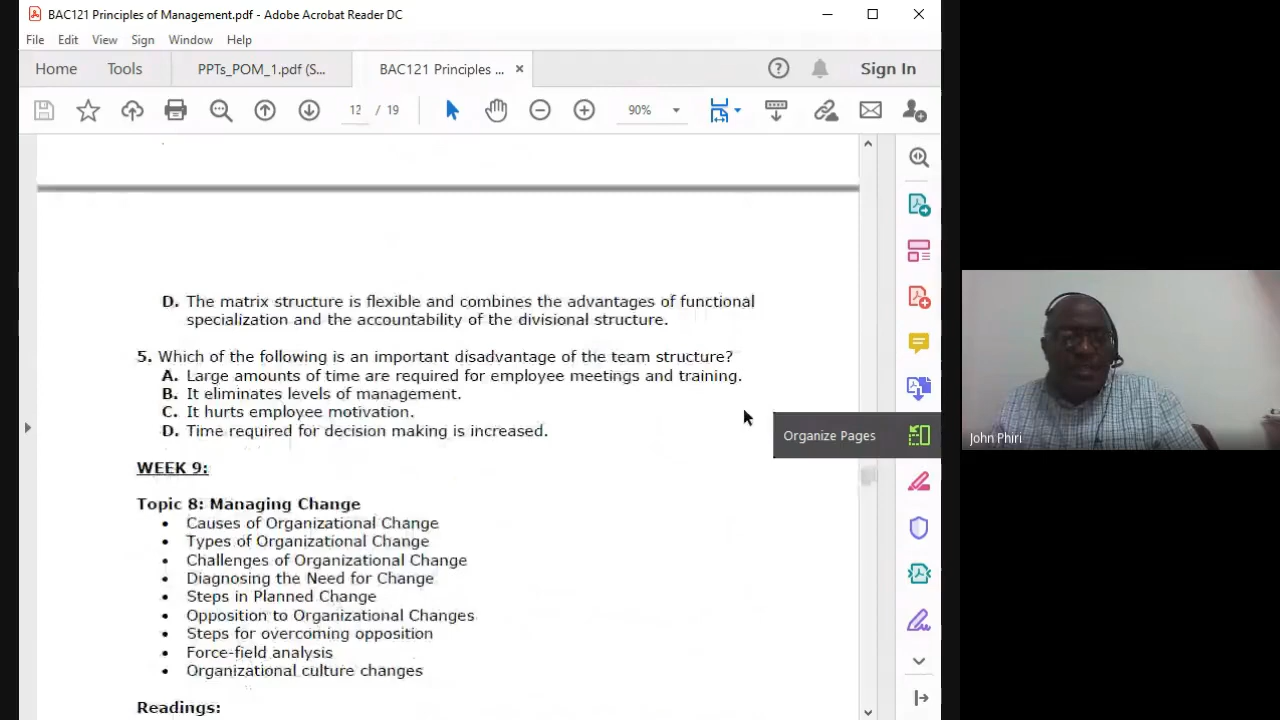 BAC121 Principles of Management.pdf - Adobe Acrobat Reader DC
File Edit View Sign Window Help
Home Tools PPTs_POM_1.pdf (S... BAC121 Principles ... × Sign In
12 / 19 90%
D. The matrix structure is flexible and combines the advantages of functional
specialization and the accountability of the divisional structure.
5. Which of the following is an important disadvantage of the team structure?
A. Large amounts of time are required for employee meetings and training.
B. It eliminates levels of management.
C. It hurts employee motivation.
D. Time required for decision making is increased.
Organize Pages
John Phiri
WEEK 9:
Topic 8: Managing Change
• Causes of Organizational Change
• Types of Organizational Change
• Challenges of Organizational Change
• Diagnosing the Need for Change
• Steps in Planned Change
• Opposition to Organizational Changes
• Steps for overcoming opposition
• Force-field analysis
• Organizational culture changes
Readings: